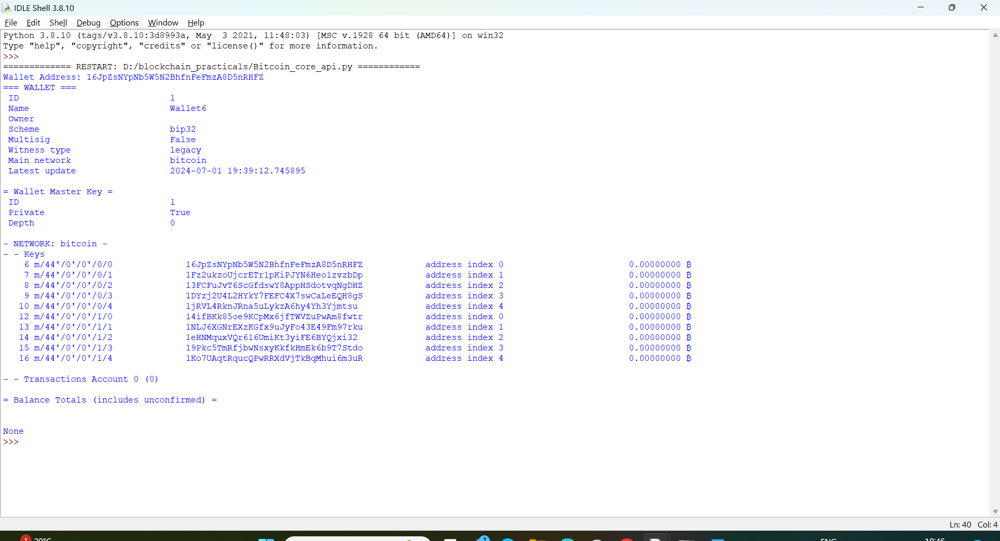 IDLE Shell 3.8.10
File Edit Shell Debug Options Window Help
Python 3.8.10 (tags/v3.8.10:3d8993a, May  3 2021, 11:48:03) [MSC v.1928 64 bit (AMD64)] on win32
Type "help", "copyright", "credits" or "license()" for more information.
>>>
============= RESTART: D:/blockchain_practicals/Bitcoin_core_api.py ============
Wallet Address: 16JpZsNYpNb5W5N2BhfnFeFmzA8D5nRHFZ
=== WALLET ===
ID 1
Name Wallet6
Owner
Scheme bip32
Multisig False
Witness type legacy
Main network bitcoin
Latest update 2024-07-01 19:39:12.745895
= Wallet Master Key =
ID 1
Private True
Depth 0
- NETWORK: bitcoin -
- - Keys
6 m/44'/0'/0'/0/0 16JpZsNYpNb5W5N2BhfnFeFmzA8D5nRHFZ address index 0 0.00000000 ₿
7 m/44'/0'/0'/0/1 1Fz2ukzoUjcrETr1pKiPJYN6Heo1zvzbDp address index 1 0.00000000 ₿
8 m/44'/0'/0'/0/2 13FCFuJvT6ScGfdswY8AppHSdotvqNgDHZ address index 2 0.00000000 ₿
9 m/44'/0'/0'/0/3 1DYzj2U4L2HYkY7FEFC4X7swCaLeEQH8gS address index 3 0.00000000 ₿
10 m/44'/0'/0'/0/4 1jRVL4RknJRna5uLykzA6hy4Yh3Yjmtsu address index 4 0.00000000 ₿
12 m/44'/0'/0'/1/0 14ifBKk85oe9KCpMx6jfTWVZuPwAm8fwtr address index 0 0.00000000 ₿
13 m/44'/0'/0'/1/1 1NLJ6XGNrEXzKGfx9uJyFo43E49Fm97rku address index 1 0.00000000 ₿
14 m/44'/0'/0'/1/2 1eHNMquxVQr616UmiKt3yiFE6BYQjxi32 address index 2 0.00000000 ₿
15 m/44'/0'/0'/1/3 19Pkc5TmRfjbwNsxyKkfkHmEk6b9T7Stdo address index 3 0.00000000 ₿
16 m/44'/0'/0'/1/4 1Ko7UAqtRqucQPwRRXdVjTkBqMhui6m3uR address index 4 0.00000000 ₿
- - Transactions Account 0 (0)
= Balance Totals (includes unconfirmed) =
None
>>>
Ln: 40 Col: 4
1
1